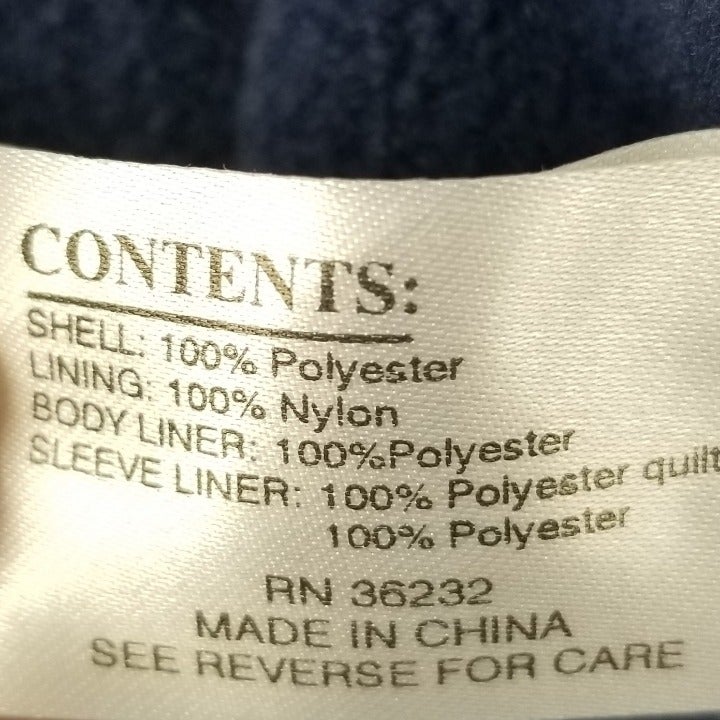 CONTENTS:
SHELL: 100% Polyester
LINING: 100% Nylon
BODY LINER: 100%Polyester
SLEEVE LINER: 100% Polyester quilt
100% Polyester
RN 36232
MADE IN CHINA
SEE REVERSE FOR CARE